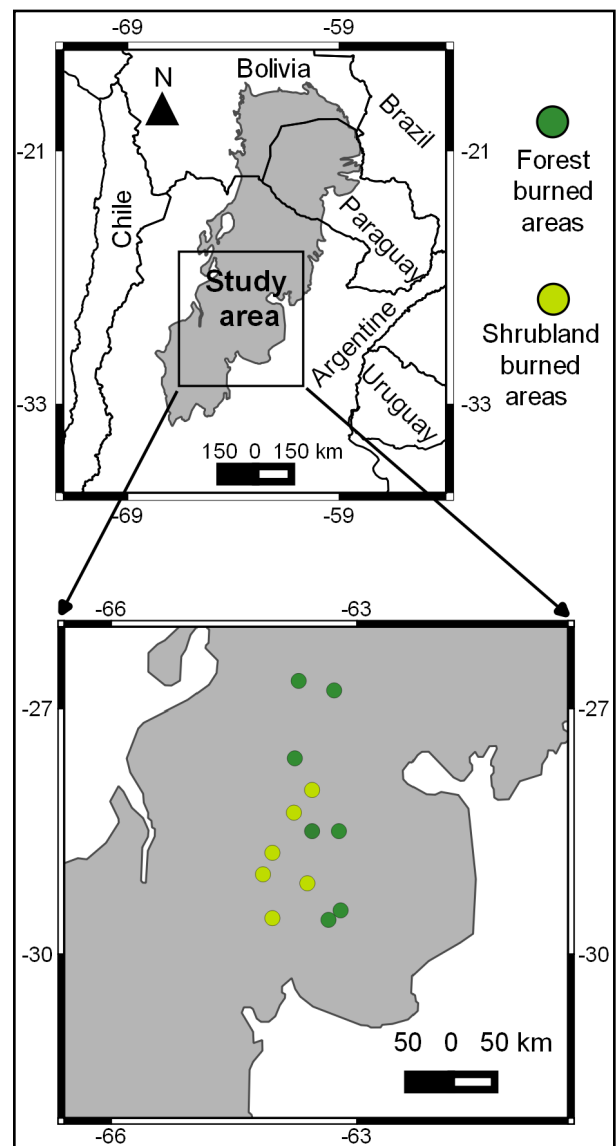 -69 -59
Bolivia
N
Brazil
-21 -21
Chile
Paraguay
Study
area
Argentine
Uruguay
-33 -33
150 0 150 km
-69 -59
Forest
burned
areas
Shrubland
burned
areas
-66 -63
-27 -27
-30 -30
50 0 50 km
-66 -63